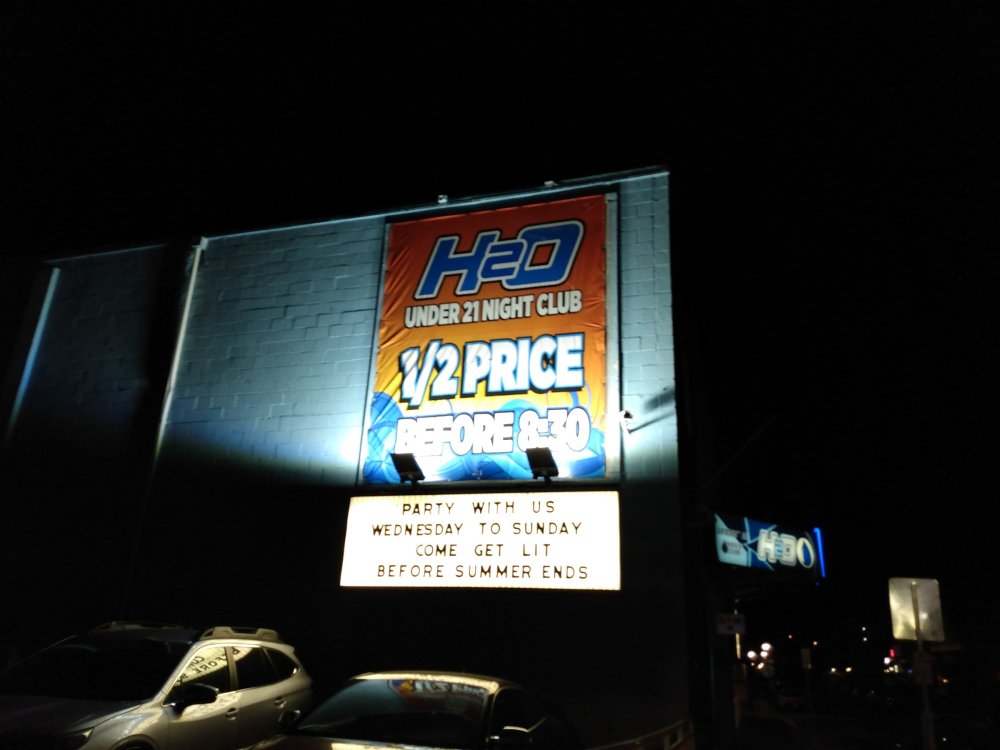 H2O
UNDER 21 NIGHT CLUB
1/2 PRICE
BEFORE 8:30
PARTY WITH US
WEDNESDAY TO SUNDAY
COME GET LIT
BEFORE SUMMER ENDS
H2O